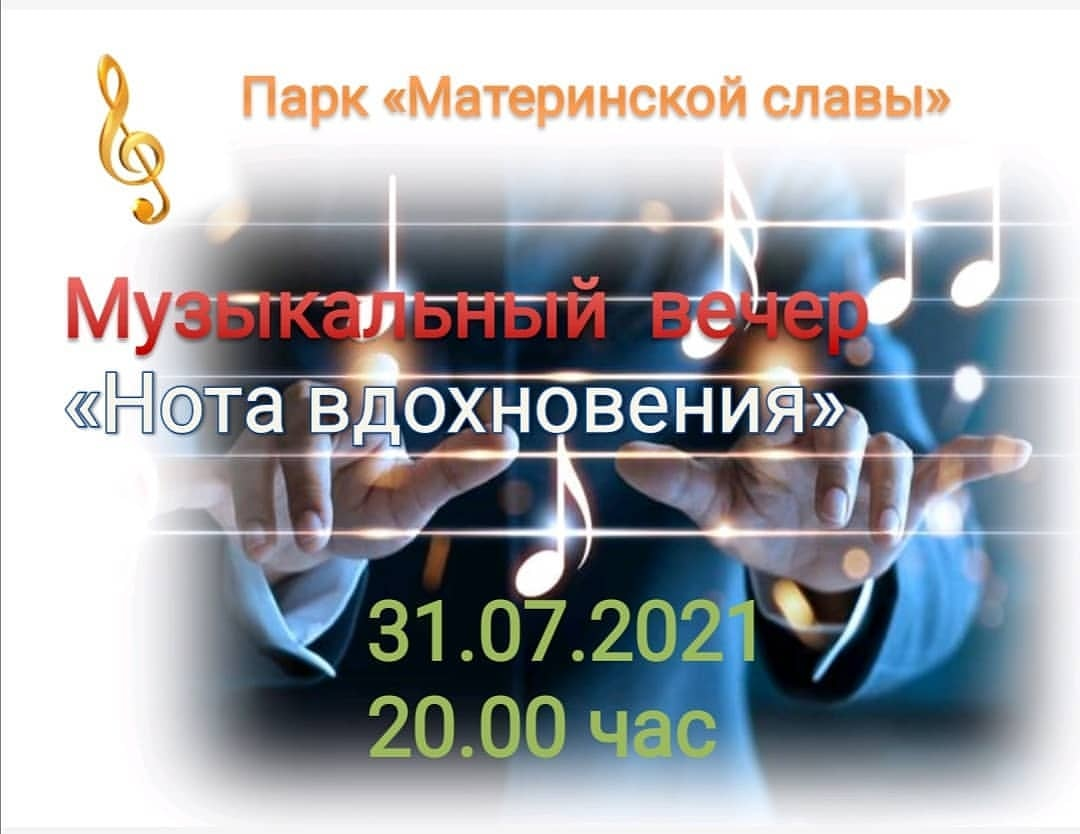 Парк «Материнской славы»
Музыкальный вечер
«Нота вдохновения»
31.07.2021
20.00 час